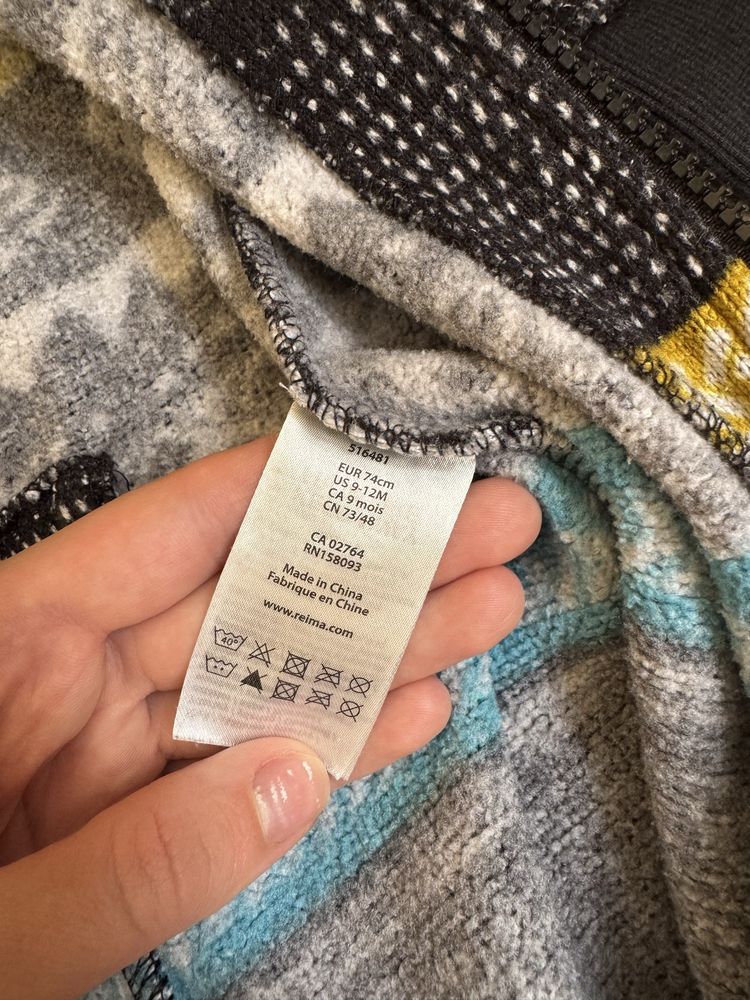 516481
EUR 74cm
US 9-12M
CA 9 mois
CN 73/48
CA 02764
RN158093
Made in China
Fabrique en Chine
www.reima.com
40°